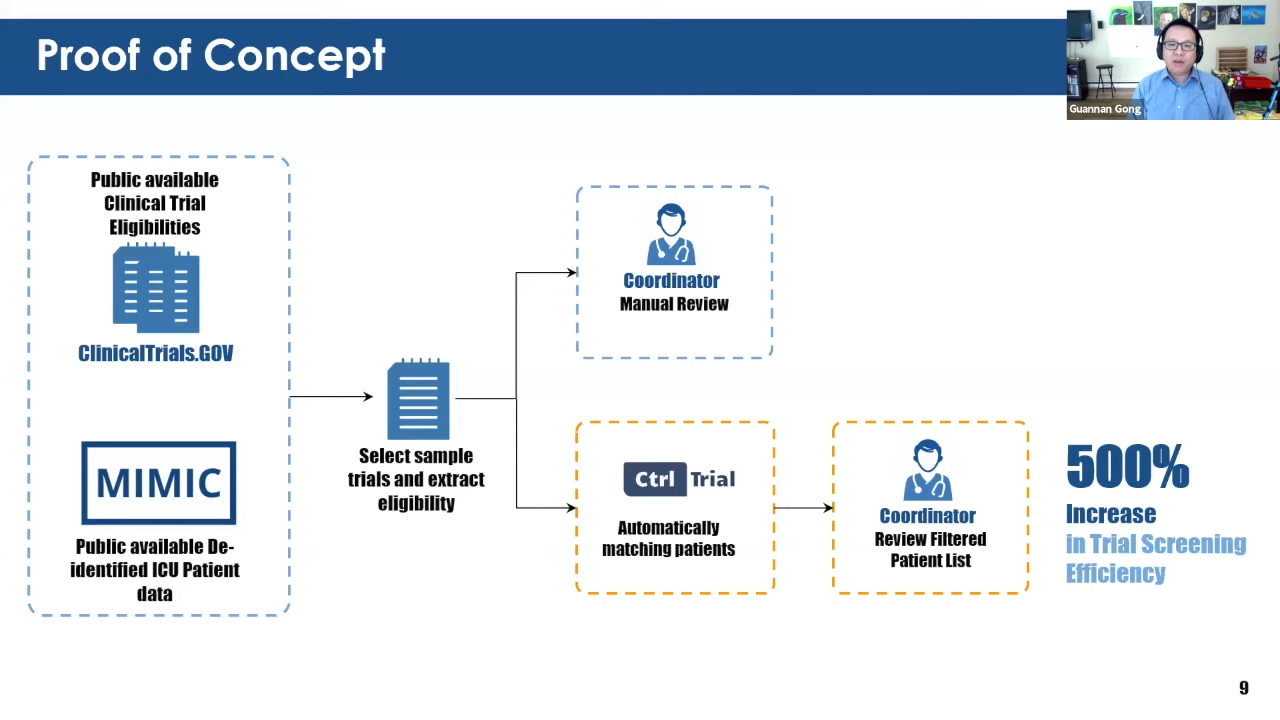 Proof of Concept
Guannan Gong
Public available
Clinical Trial
Eligibilities
ClinicalTrials.GOV
MIMIC
Public available De-
identified ICU Patient
data
Select sample
trials and extract
eligibility
Coordinator
Manual Review
Ctrl Trial
Automatically
matching patients
Coordinator
Review Filtered
Patient List
500%
Increase
in Trial Screening
Efficiency
9